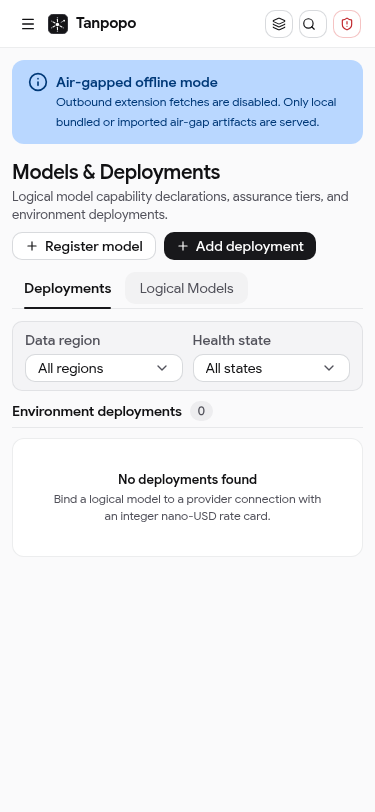 Tanpopo
Air-gapped offline mode
Outbound extension fetches are disabled. Only local
bundled or imported air-gap artifacts are served.
Models & Deployments
Logical model capability declarations, assurance tiers, and
environment deployments.
Register model
Add deployment
Deployments
Logical Models
Data region
Health state
All regions
All states
Environment deployments 0
No deployments found
Bind a logical model to a provider connection with
an integer nano-USD rate card.